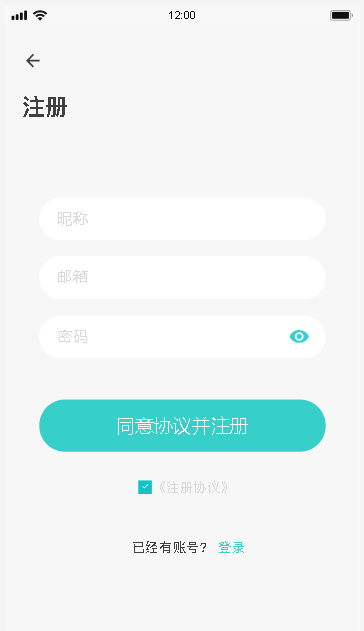 12:00
注册
昵称
邮箱
密码
同意协议并注册
《注册协议》
已经有账号? 登录